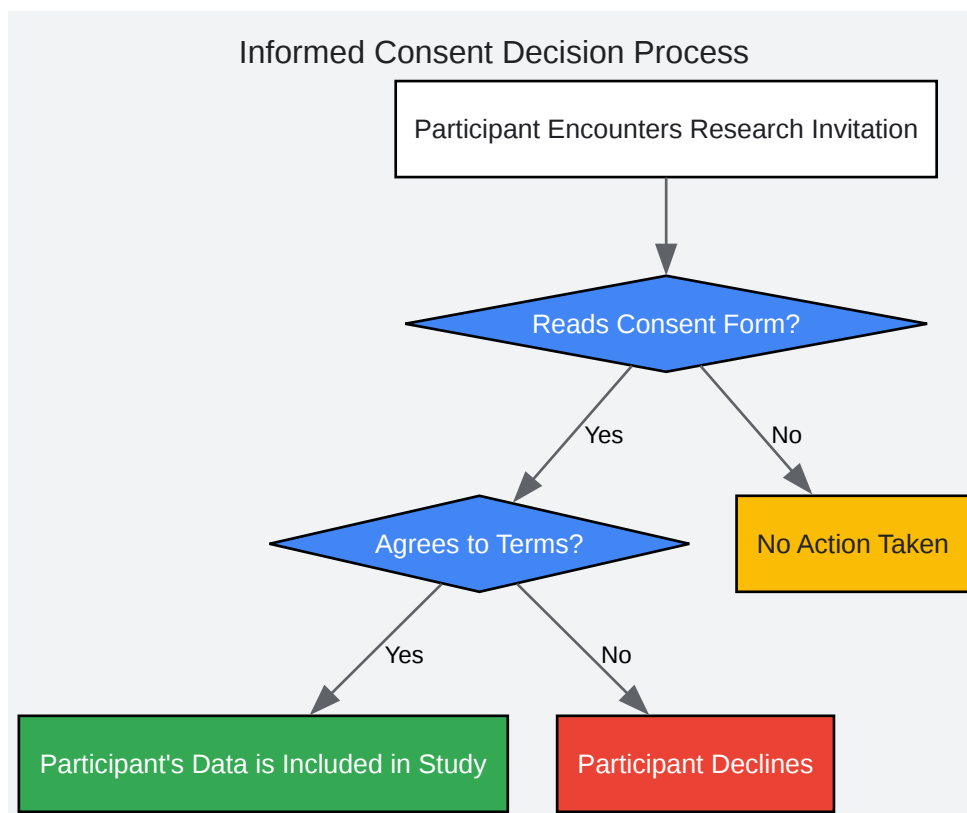 Informed Consent Decision Process
Participant Encounters Research Invitation
Reads Consent Form?
Yes
No
Agrees to Terms?
No Action Taken
Yes
No
Participant's Data is Included in Study
Participant Declines